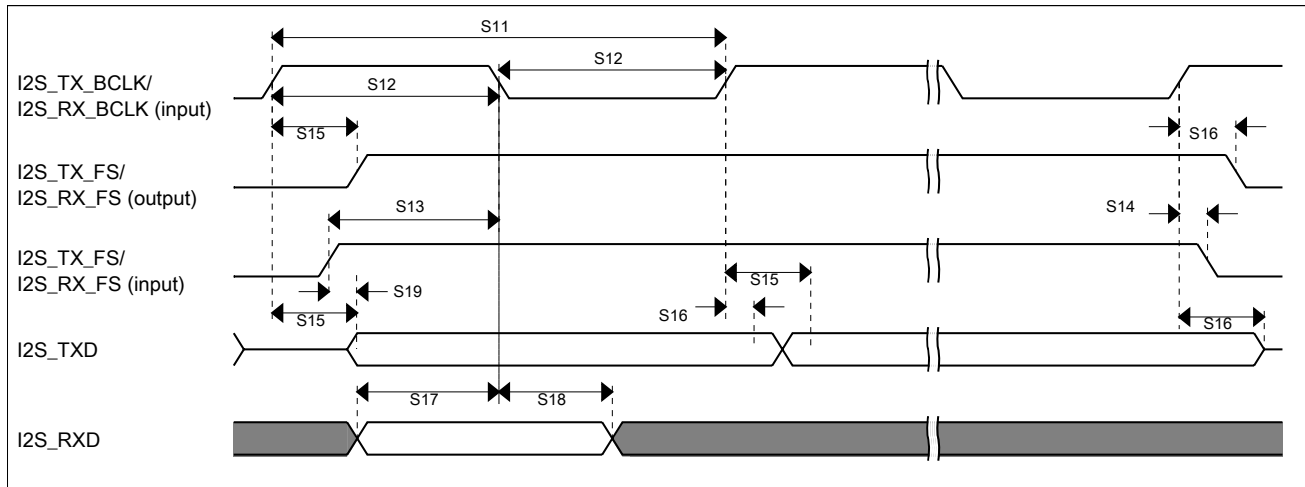 S11
S12
I2S_TX_BCLK/
I2S_RX_BCLK (input)
S12
S15
S16
I2S_TX_FS/
I2S_RX_FS (output)
S13
S14
I2S_TX_FS/
I2S_RX_FS (input)
S15
S19
S15
S16
S16
I2S_TXD
S17
S18
I2S_RXD